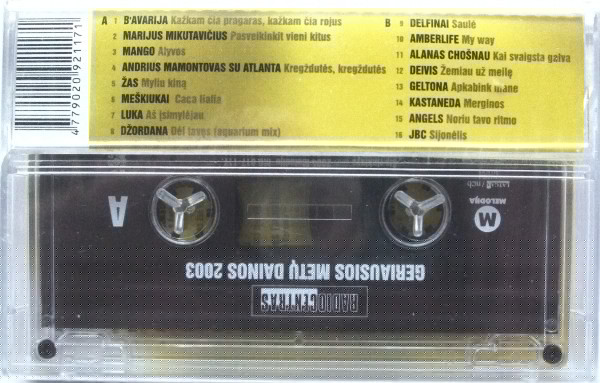 4 779020 921171
A 1 B'AVARIJA Kažkam čia pragaras, kažkam čia rojus
2 MARIJUS MIKUTAVIČIUS Pasveikinkit vieni kitus
3 MANGO Alyvos
4 ANDRIUS MAMONTOVAS SU ATLANTA Kregždutės, kregždutės
5 ŽAS Myliu kiną
6 MEŠKIUKAI Caca lialia
7 LUKA Aš įsimylėjau
8 DŽORDANA Dėl tavęs (aquarium mix)
B 9 DELFINAI Saulė
10 AMBERLIFE My way
11 ALANAS CHOŠNAU Kai svaigsta galva
12 DEIVIS Žemiau už meilę
13 GELTONA Apkabink mane
14 KASTANEDA Merginos
15 ANGELS Noriu tavo ritmo
16 JBC Sijonėlis
A
M
MELODIJA
GERIAUSIOS METŲ DAINOS 2003
RADIOCENTRAS